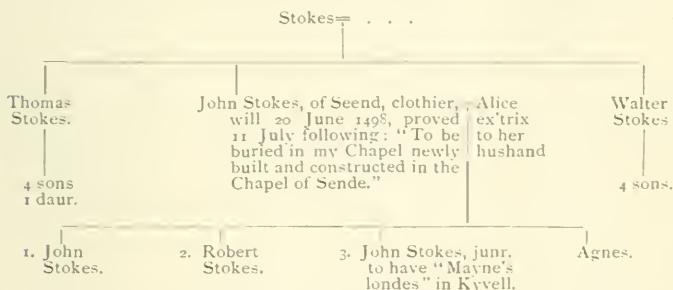 Stokes= . . .
Thomas
Stokes.
4 sons
1 daur.
John Stokes, of Seend, clothier,
will 20 June 1498, proved
11 July following: "To be
buried in my Chapel newly
built and constructed in the
Chapel of Sende."
Alice
ex'trix
to her
husband
Walter
Stokes
4 sons.
1. John
Stokes.
2. Robert
Stokes.
3. John Stokes, junr.
to have "Mayne's
londes" in Kyvell.
Agnes.